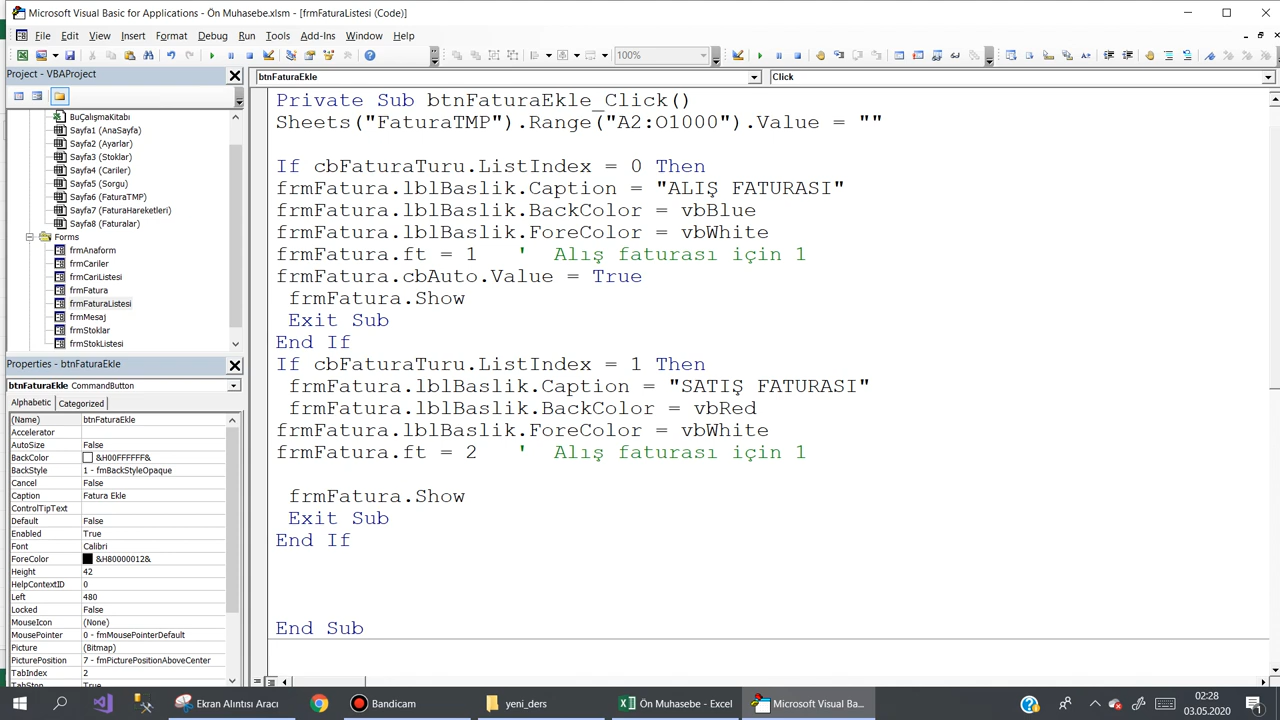 Microsoft Visual Basic for Applications - Ön Muhasebe.xlsm - [frmFaturaListesi (Code)]
File Edit View Insert Format Debug Run Tools Add-Ins Window Help
100%
Project - VBAProject
BuÇalışmaKitabı
Sayfa1 (AnaSayfa)
Sayfa2 (Ayarlar)
Sayfa3 (Stoklar)
Sayfa4 (Cariler)
Sayfa5 (Sorgu)
Sayfa6 (FaturaTMP)
Sayfa7 (FaturaHareketleri)
Sayfa8 (Faturalar)
Forms
frmAnaform
frmCariler
frmCariListesi
frmFatura
frmFaturaListesi
frmMesaj
frmStoklar
frmStokListesi
Properties - btnFaturaEkle
btnFaturaEkle CommandButton
Alphabetic Categorized
(Name) btnFaturaEkle
Accelerator
AutoSize False
BackColor &H00FFFFFF&
BackStyle 1 - fmBackStyleOpaque
Cancel False
Caption Fatura Ekle
ControlTipText
Default False
Enabled True
Font Calibri
ForeColor &H80000012&
Height 42
HelpContextID 0
Left 480
Locked False
MouseIcon (None)
MousePointer 0 - fmMousePointerDefault
Picture (Bitmap)
PicturePosition 7 - fmPicturePositionAboveCenter
TabIndex 2
TabStop True
btnFaturaEkle Click
Private Sub btnFaturaEkle_Click()
Sheets("FaturaTMP").Range("A2:O1000").Value = ""
If cbFaturaTuru.ListIndex = 0 Then
frmFatura.lblBaslik.Caption = "ALIŞ FATURASI"
frmFatura.lblBaslik.BackColor = vbBlue
frmFatura.lblBaslik.ForeColor = vbWhite
frmFatura.ft = 1 ' Alış faturası için 1
frmFatura.cbAuto.Value = True
frmFatura.Show
Exit Sub
End If
If cbFaturaTuru.ListIndex = 1 Then
frmFatura.lblBaslik.Caption = "SATIŞ FATURASI"
frmFatura.lblBaslik.BackColor = vbRed
frmFatura.lblBaslik.ForeColor = vbWhite
frmFatura.ft = 2 ' Alış faturası için 1
frmFatura.Show
Exit Sub
End If
End Sub
Ekran Alıntısı Aracı
Bandicam
yeni_ders
Ön Muhasebe - Excel
Microsoft Visual Ba...
02:28
03.05.2020